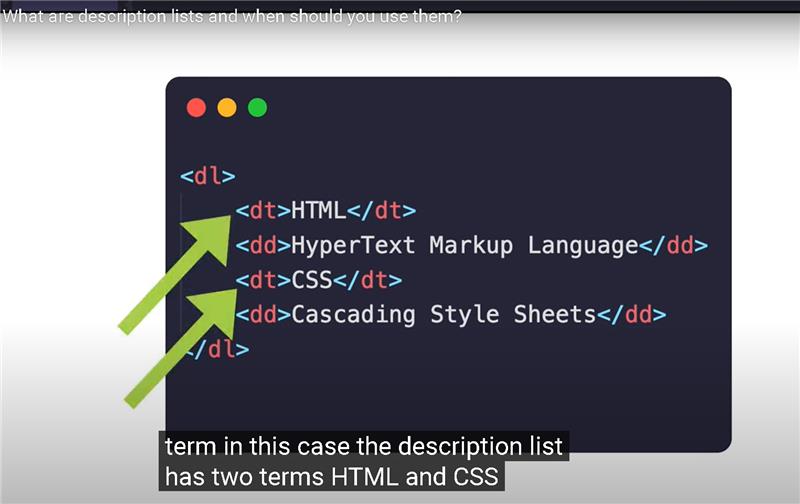 What are description lists and when should you use them?
<dl>
<dt>HTML</dt>
<dd>HyperText Markup Language</dd>
<dt>CSS</dt>
<dd>Cascading Style Sheets</dd>
</dl>
term in this case the description list
has two terms HTML and CSS